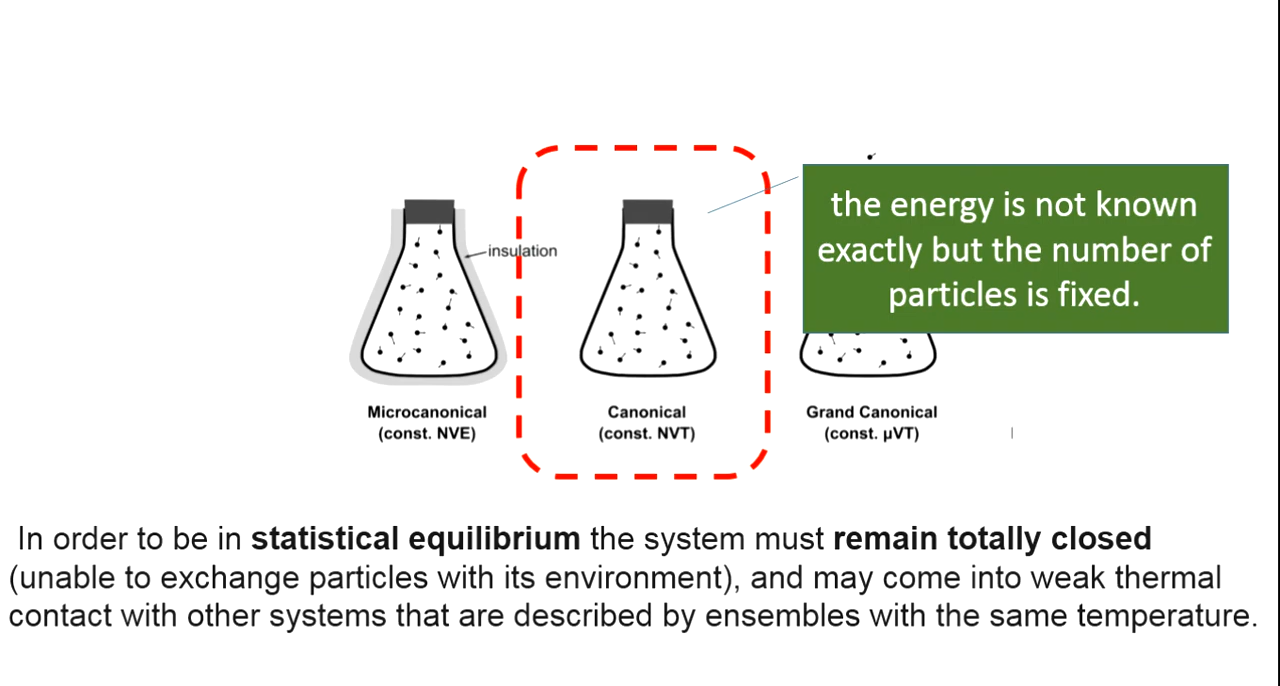 the energy is not known
exactly but the number of
particles is fixed.
insulation
Microcanonical
(const. NVE)
Canonical
(const. NVT)
Grand Canonical
(const. μVT)
In order to be in statistical equilibrium the system must remain totally closed
(unable to exchange particles with its environment), and may come into weak thermal
contact with other systems that are described by ensembles with the same temperature.